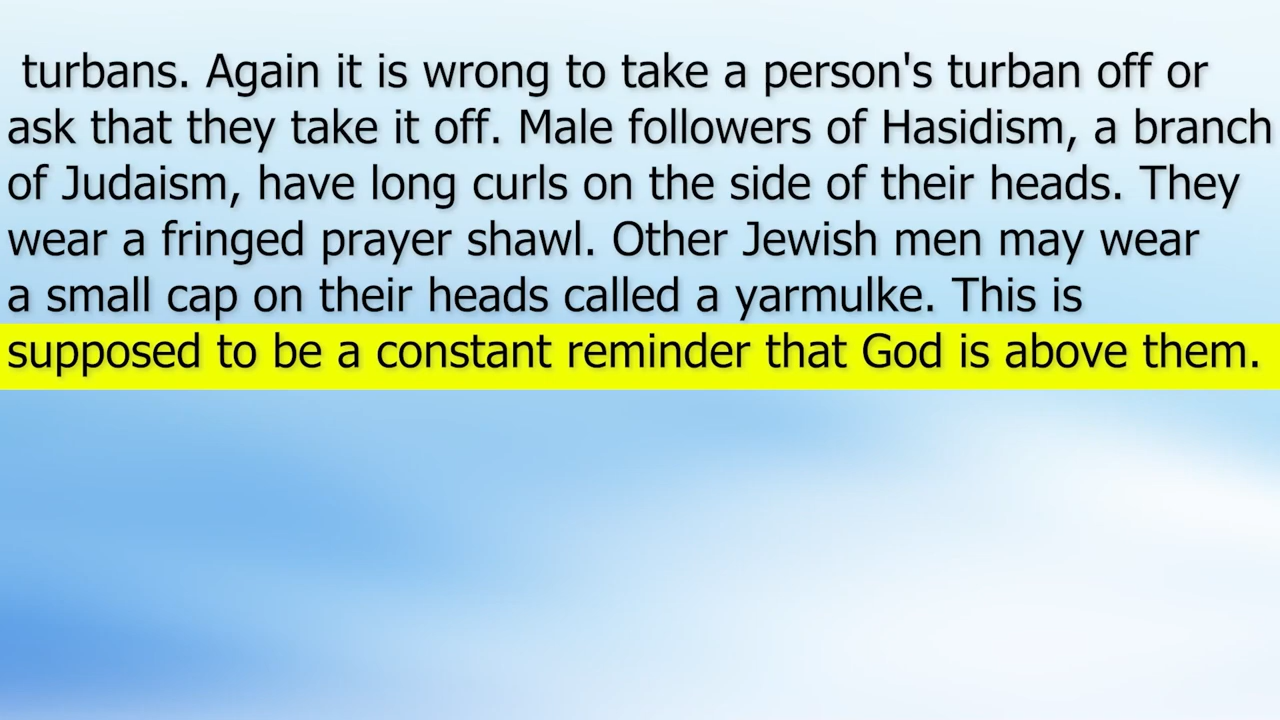 turbans. Again it is wrong to take a person's turban off or
ask that they take it off. Male followers of Hasidism, a branch
of Judaism, have long curls on the side of their heads. They
wear a fringed prayer shawl. Other Jewish men may wear
a small cap on their heads called a yarmulke. This is
supposed to be a constant reminder that God is above them.